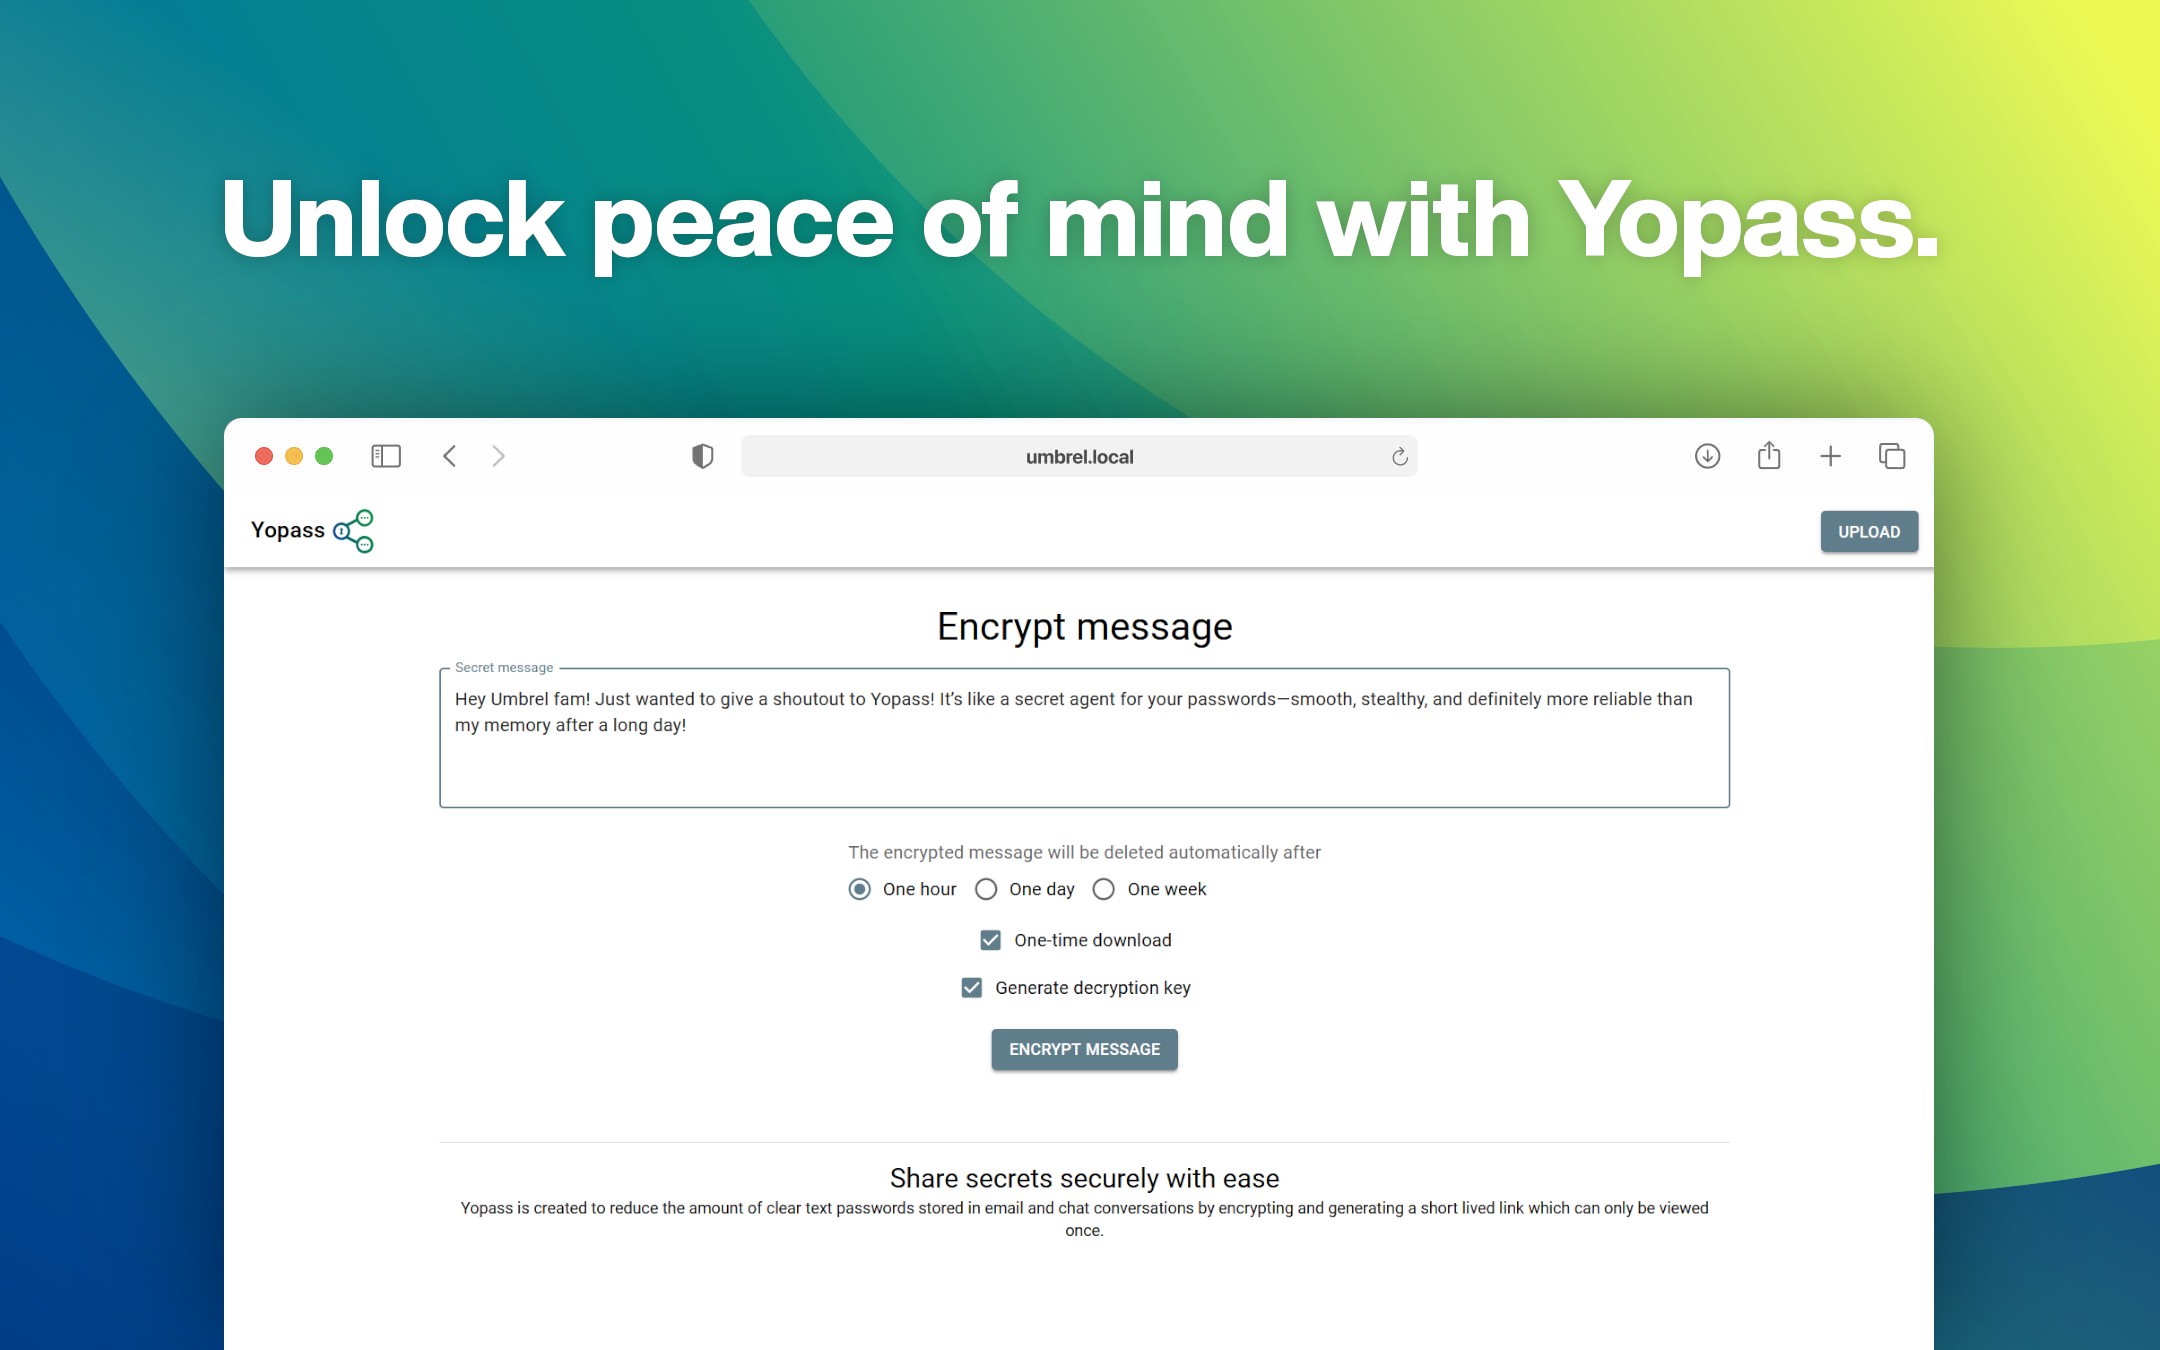 Unlock peace of mind with Yopass.
umbrel.local
Yopass
UPLOAD
Encrypt message
Secret message
Hey Umbrel fam! Just wanted to give a shoutout to Yopass! It’s like a secret agent for your passwords—smooth, stealthy, and definitely more reliable than
my memory after a long day!
The encrypted message will be deleted automatically after
One hour One day One week
One-time download
Generate decryption key
ENCRYPT MESSAGE
Share secrets securely with ease
Yopass is created to reduce the amount of clear text passwords stored in email and chat conversations by encrypting and generating a short lived link which can only be viewed
once.